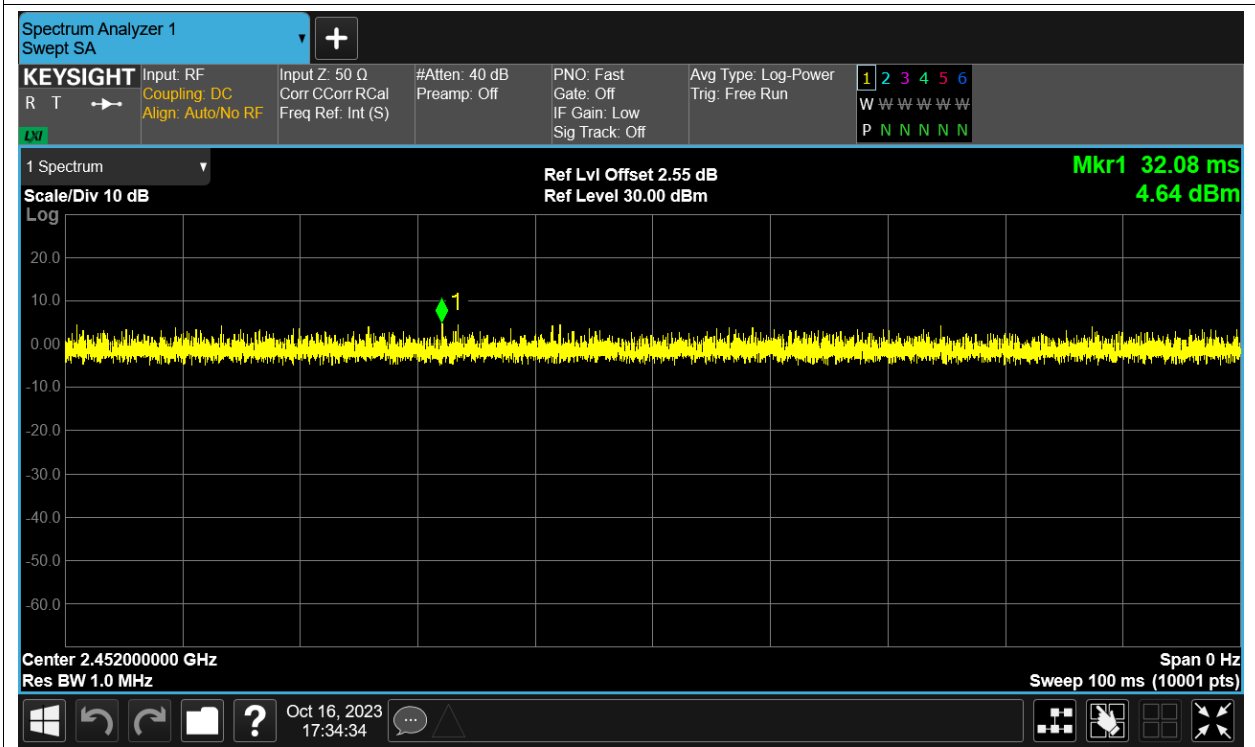 Spectrum Analyzer 1
Swept SA
KEYSIGHT
R T
LXI
Input: RF
Coupling: DC
Align: Auto/No RF
Input Z: 50 Ω
Corr CCorr RCal
Freq Ref: Int (S)
#Atten: 40 dB
Preamp: Off
PNO: Fast
Gate: Off
IF Gain: Low
Sig Track: Off
Avg Type: Log-Power
Trig: Free Run
1 2 3 4 5 6
W W W W W W
P N N N N N
1 Spectrum
Scale/Div 10 dB
Log
Ref Lvl Offset 2.55 dB
Ref Level 30.00 dBm
Mkr1 32.08 ms
4.64 dBm
20.0
10.0
0.00
-10.0
-20.0
-30.0
-40.0
-50.0
-60.0
1
Center 2.452000000 GHz
Res BW 1.0 MHz
Span 0 Hz
Sweep 100 ms (10001 pts)
?
Oct 16, 2023
17:34:34